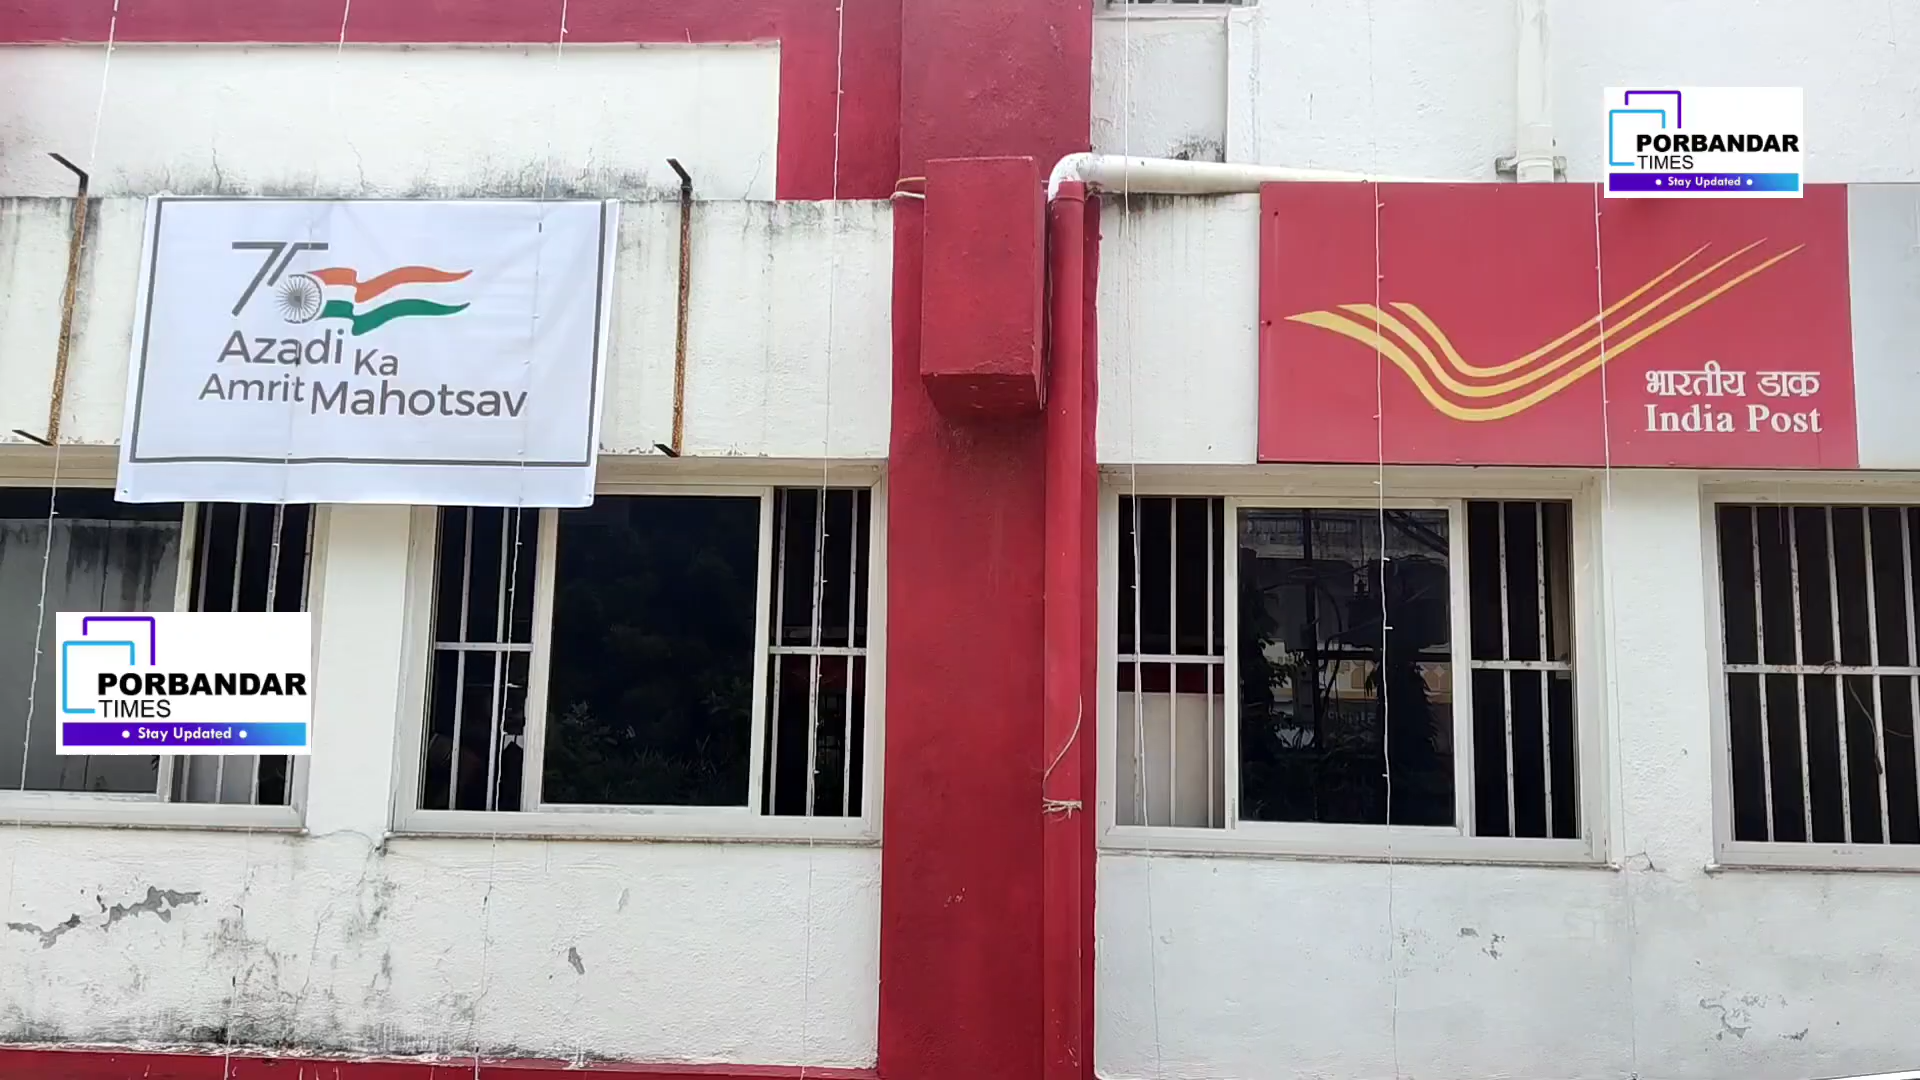 PORBANDAR
TIMES
• Stay Updated •
75
Azadi Ka
Amrit Mahotsav
भारतीय डाक
India Post
PORBANDAR
TIMES
• Stay Updated •